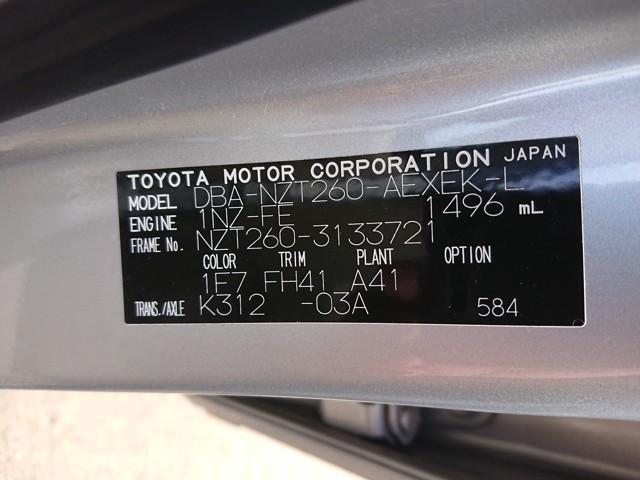 TOYOTA MOTOR CORPORATION JAPAN
MODEL DBA-NZT260-AEXEK-L
ENGINE 1NZ-FE 1496 mL
FRAME No. NZT260-3133721
COLOR TRIM PLANT OPTION
1F7 FH41 A41
TRANS./AXLE K312 -03A 584